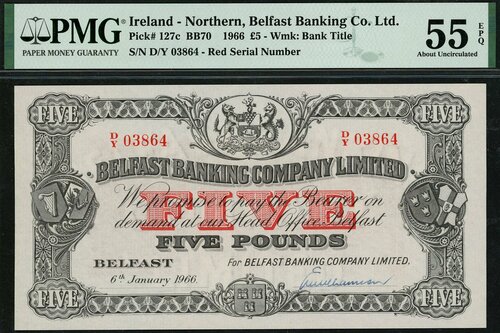 PMG
PAPER MONEY GUARANTY
Ireland - Northern, Belfast Banking Co. Ltd.
Pick# 127c BB70 1966 £5 - Wmk: Bank Title
S/N D/Y 03864 - Red Serial Number
55 EPQ
About Uncirculated
FIVE FIVE
D/Y 03864 D/Y 03864
BELFAST BANKING COMPANY LIMITED
We promise to pay the Bearer on
FIVE
demand at our Head Office Belfast
FIVE POUNDS
BELFAST For BELFAST BANKING COMPANY LIMITED.
6th January 1966.
FIVE FIVE